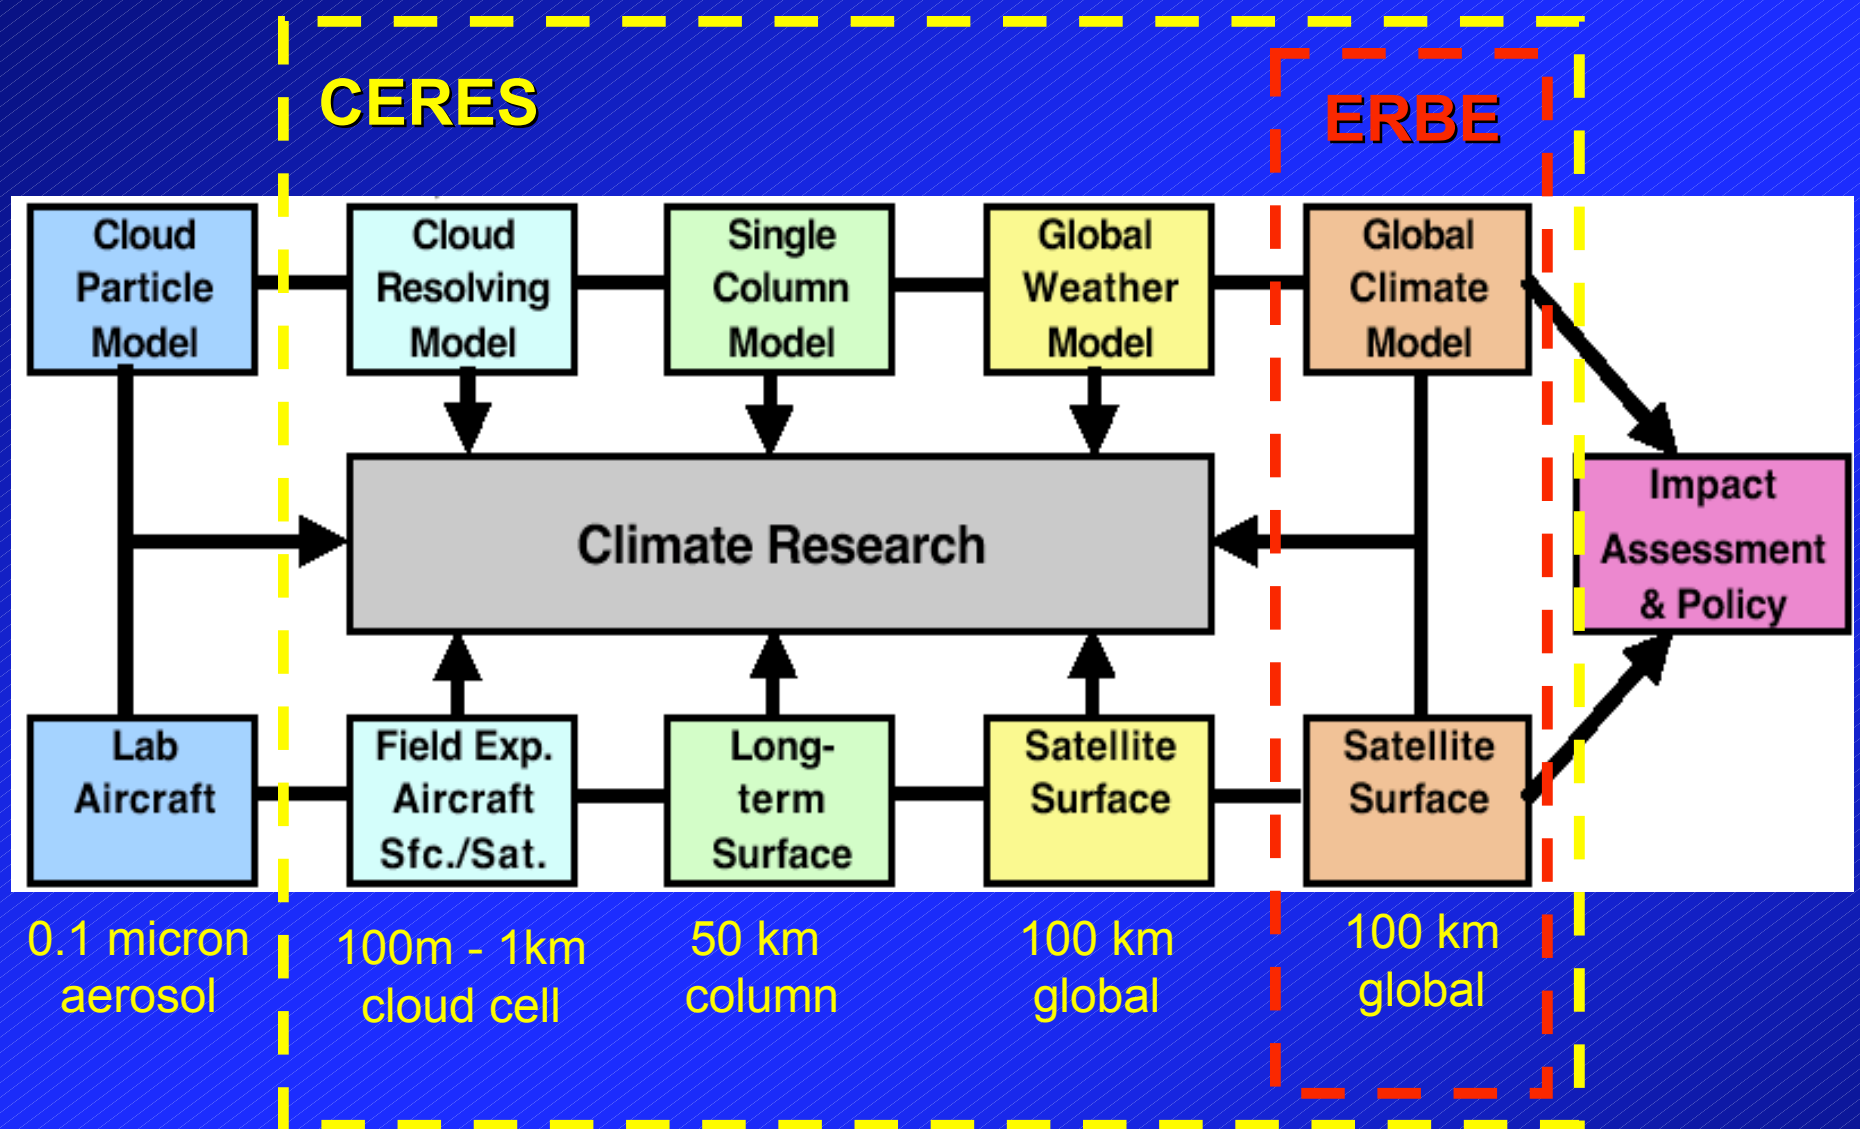 CERES
ERBE
Cloud
Particle
Model
Cloud
Resolving
Model
Single
Column
Model
Global
Weather
Model
Global
Climate
Model
Climate Research
Impact
Assessment
& Policy
Lab
Aircraft
Field Exp.
Aircraft
Sfc./Sat.
Long-
term
Surface
Satellite
Surface
Satellite
Surface
0.1 micron
aerosol
100m - 1km
cloud cell
50 km
column
100 km
global
100 km
global